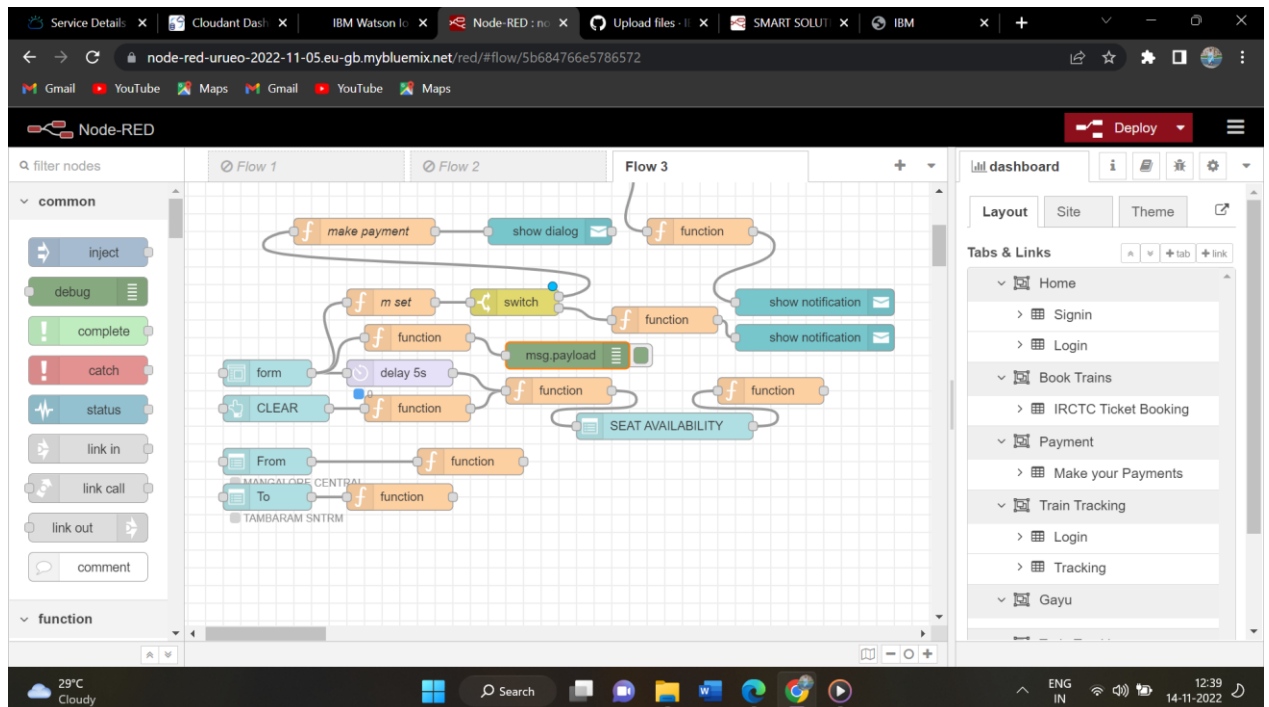 Service Details
Cloudant Dash
IBM Watson Io
Node-RED : no
Upload files · II
SMART SOLUTI
IBM
node-red-urueo-2022-11-05.eu-gb.mybluemix.net/red/#flow/5b684766e5786572
Gmail YouTube Maps Gmail YouTube Maps
Node-RED
Deploy
filter nodes
Flow 1
Flow 2
Flow 3
common
inject
debug
complete
catch
status
link in
link call
link out
comment
function
make payment
show dialog
function
m set
switch
show notification
function
function
show notification
msg.payload
form
delay 5s
function
function
0
CLEAR
function
SEAT AVAILABILITY
From
function
MANGALORE CENTRAL
To
function
TAMBARAM SNTRM
dashboard
i
Layout
Site
Theme
Tabs & Links
tab
link
Home
Signin
Login
Book Trains
IRCTC Ticket Booking
Payment
Make your Payments
Train Tracking
Login
Tracking
Gayu
29°C
Cloudy
Search
ENG
IN
12:39
14-11-2022